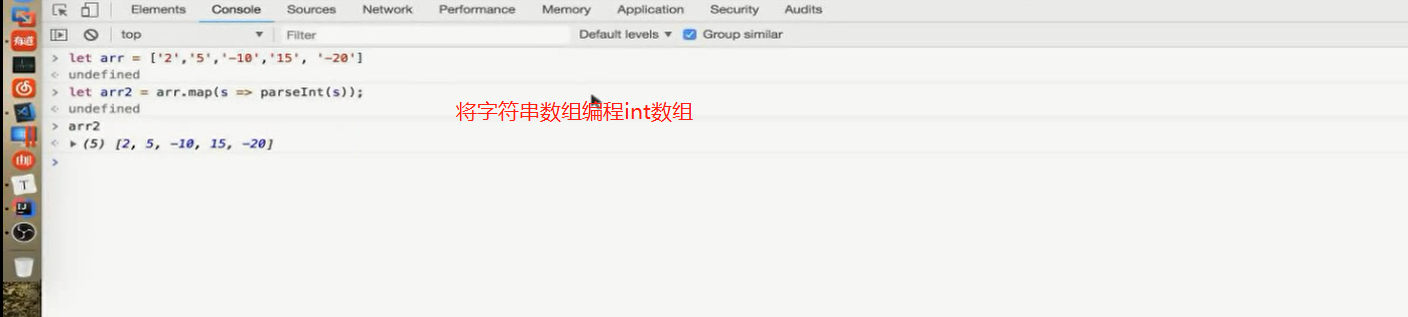 Elements Console Sources Network Performance Memory Application Security Audits
top ▼ Filter Default levels ▼ Group similar
> let arr = ['2','5','-10','15', '-20']
< undefined
> let arr2 = arr.map(s => parseInt(s));
将字符串数组编程int数组
< undefined
> arr2
< ▶ (5) [2, 5, -10, 15, -20]
>